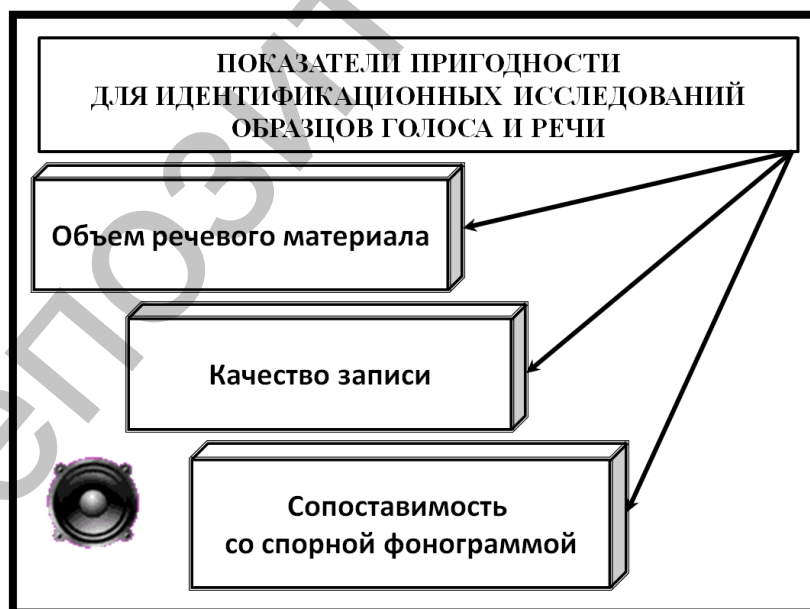 ПОКАЗАТЕЛИ ПРИГОДНОСТИ
ДЛЯ ИДЕНТИФИКАЦИОННЫХ ИССЛЕДОВАНИЙ
ОБРАЗЦОВ ГОЛОСА И РЕЧИ
Объем речевого материала
Качество записи
Сопоставимость
со спорной фонограммой